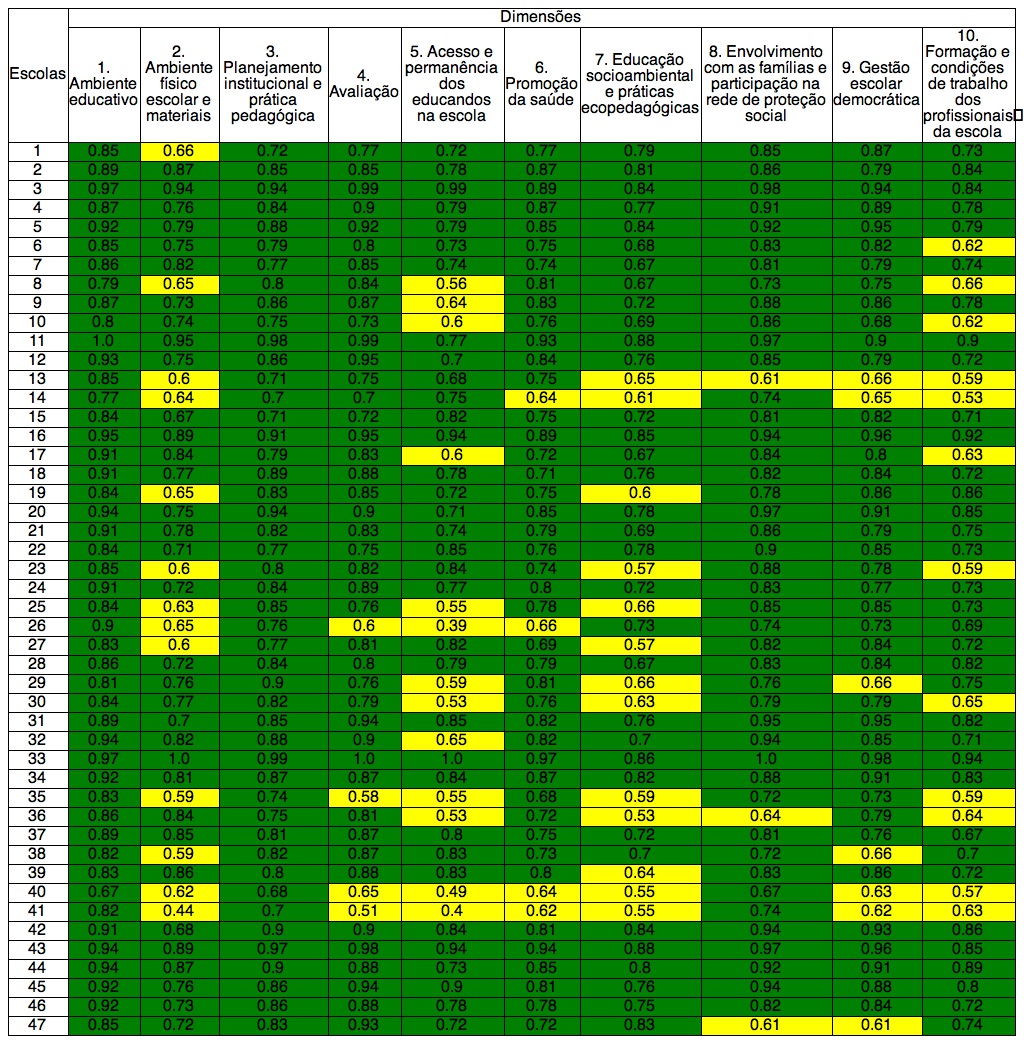 Dimensões
Escolas
1.
Ambiente
educativo
2.
Ambiente
físico
escolar e
materiais
3.
Planejamento
institucional e
prática
pedagógica
4.
Avaliação
5. Acesso e
permanência
dos
educandos
na escola
6.
Promoção
da saúde
7. Educação
socioambiental
e práticas
ecopedagógicas
8. Envolvimento
com as famílias e
participação na
rede de proteção
social
9. Gestão
escolar
democrática
10.
Formação e
condições
de trabalho
dos
profissionais
da escola
1 0.85 0.66 0.72 0.77 0.72 0.77 0.79 0.85 0.87 0.73
2 0.89 0.87 0.85 0.85 0.78 0.87 0.81 0.86 0.79 0.84
3 0.97 0.94 0.94 0.99 0.99 0.89 0.84 0.98 0.94 0.84
4 0.87 0.76 0.84 0.9 0.79 0.87 0.77 0.91 0.89 0.78
5 0.92 0.79 0.88 0.92 0.79 0.85 0.84 0.92 0.95 0.79
6 0.85 0.75 0.79 0.8 0.73 0.75 0.68 0.83 0.82 0.62
7 0.86 0.82 0.77 0.85 0.74 0.74 0.67 0.81 0.79 0.74
8 0.79 0.65 0.8 0.84 0.56 0.81 0.67 0.73 0.75 0.66
9 0.87 0.73 0.86 0.87 0.64 0.83 0.72 0.88 0.86 0.78
10 0.8 0.74 0.75 0.73 0.6 0.76 0.69 0.86 0.68 0.62
11 1.0 0.95 0.98 0.99 0.77 0.93 0.88 0.97 0.9 0.9
12 0.93 0.75 0.86 0.95 0.7 0.84 0.76 0.85 0.79 0.72
13 0.85 0.6 0.71 0.75 0.68 0.75 0.65 0.61 0.66 0.59
14 0.77 0.64 0.7 0.7 0.75 0.64 0.61 0.74 0.65 0.53
15 0.84 0.67 0.71 0.72 0.82 0.75 0.72 0.81 0.82 0.71
16 0.95 0.89 0.91 0.95 0.94 0.89 0.85 0.94 0.96 0.92
17 0.91 0.84 0.79 0.83 0.6 0.72 0.67 0.84 0.8 0.63
18 0.91 0.77 0.89 0.88 0.78 0.71 0.76 0.82 0.84 0.72
19 0.84 0.65 0.83 0.85 0.72 0.75 0.6 0.78 0.86 0.86
20 0.94 0.75 0.94 0.9 0.71 0.85 0.78 0.97 0.91 0.85
21 0.91 0.78 0.82 0.83 0.74 0.79 0.69 0.86 0.79 0.75
22 0.84 0.71 0.77 0.75 0.85 0.76 0.78 0.9 0.85 0.73
23 0.85 0.6 0.8 0.82 0.84 0.74 0.57 0.88 0.78 0.59
24 0.91 0.72 0.84 0.89 0.77 0.8 0.72 0.83 0.77 0.73
25 0.84 0.63 0.85 0.76 0.55 0.78 0.66 0.85 0.85 0.73
26 0.9 0.65 0.76 0.6 0.39 0.66 0.73 0.74 0.73 0.69
27 0.83 0.6 0.77 0.81 0.82 0.69 0.57 0.82 0.84 0.72
28 0.86 0.72 0.84 0.8 0.79 0.79 0.67 0.83 0.84 0.82
29 0.81 0.76 0.9 0.76 0.59 0.81 0.66 0.76 0.66 0.75
30 0.84 0.77 0.82 0.79 0.53 0.76 0.63 0.79 0.79 0.65
31 0.89 0.7 0.85 0.94 0.85 0.82 0.76 0.95 0.95 0.82
32 0.94 0.82 0.88 0.9 0.65 0.82 0.7 0.94 0.85 0.71
33 0.97 1.0 0.99 1.0 1.0 0.97 0.86 1.0 0.98 0.94
34 0.92 0.81 0.87 0.87 0.84 0.87 0.82 0.88 0.91 0.83
35 0.83 0.59 0.74 0.58 0.55 0.68 0.59 0.72 0.73 0.59
36 0.86 0.84 0.75 0.81 0.53 0.72 0.53 0.64 0.79 0.64
37 0.89 0.85 0.81 0.87 0.8 0.75 0.72 0.81 0.76 0.67
38 0.82 0.59 0.82 0.87 0.83 0.73 0.7 0.72 0.66 0.7
39 0.83 0.86 0.8 0.88 0.83 0.8 0.64 0.83 0.86 0.72
40 0.67 0.62 0.68 0.65 0.49 0.64 0.55 0.67 0.63 0.57
41 0.82 0.44 0.7 0.51 0.4 0.62 0.55 0.74 0.62 0.63
42 0.91 0.68 0.9 0.9 0.84 0.81 0.84 0.94 0.93 0.86
43 0.94 0.89 0.97 0.98 0.94 0.94 0.88 0.97 0.96 0.85
44 0.94 0.87 0.9 0.88 0.73 0.85 0.8 0.92 0.91 0.89
45 0.92 0.76 0.86 0.94 0.9 0.81 0.76 0.94 0.88 0.8
46 0.92 0.73 0.86 0.88 0.78 0.78 0.75 0.82 0.84 0.72
47 0.85 0.72 0.83 0.93 0.72 0.72 0.83 0.61 0.61 0.74